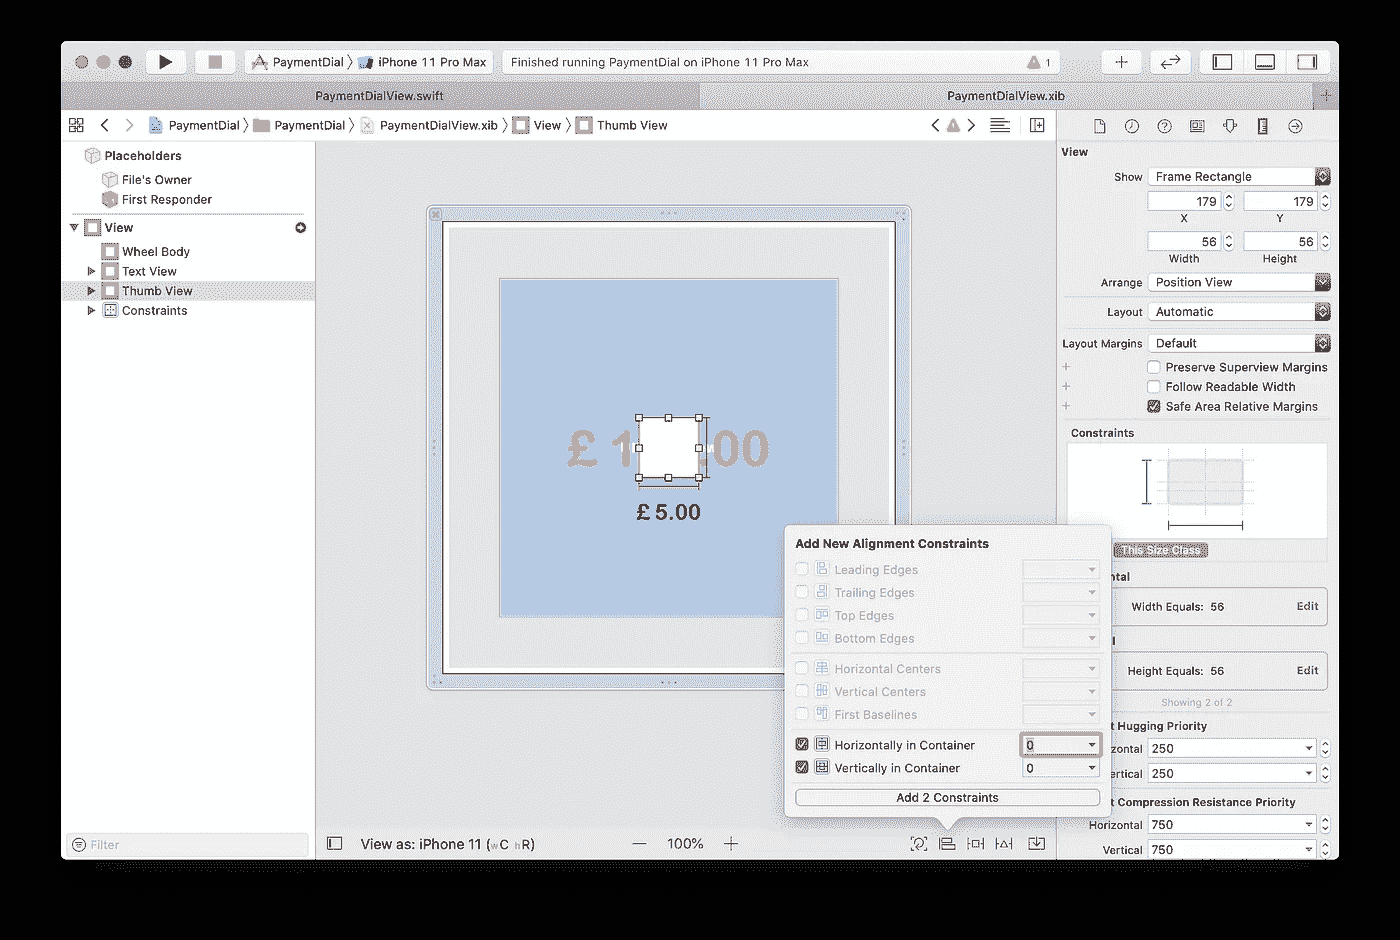 PaymentDial 〉 iPhone 11 Pro Max
Finished running PaymentDial on iPhone 11 Pro Max
1
PaymentDialView.swift
PaymentDialView.xib
PaymentDial 〉 PaymentDial 〉 PaymentDialView.xib 〉 View 〉 Thumb View
Placeholders
File's Owner
First Responder
View
Wheel Body
Text View
Thumb View
Constraints
Filter
£ 1 .00
£ 5.00
Add New Alignment Constraints
Leading Edges
Trailing Edges
Top Edges
Bottom Edges
Horizontal Centers
Vertical Centers
First Baselines
Horizontally in Container 0
Vertically in Container 0
Add 2 Constraints
View as: iPhone 11 (wC hR)
100%
View
Show Frame Rectangle
179 179
X Y
56 56
Width Height
Arrange Position View
Layout Automatic
Layout Margins Default
Preserve Superview Margins
Follow Readable Width
Safe Area Relative Margins
Constraints
This Size Class
ntal
Width Equals: 56 Edit
l
Height Equals: 56 Edit
Showing 2 of 2
t Hugging Priority
zontal 250
ertical 250
t Compression Resistance Priority
Horizontal 750
Vertical 750